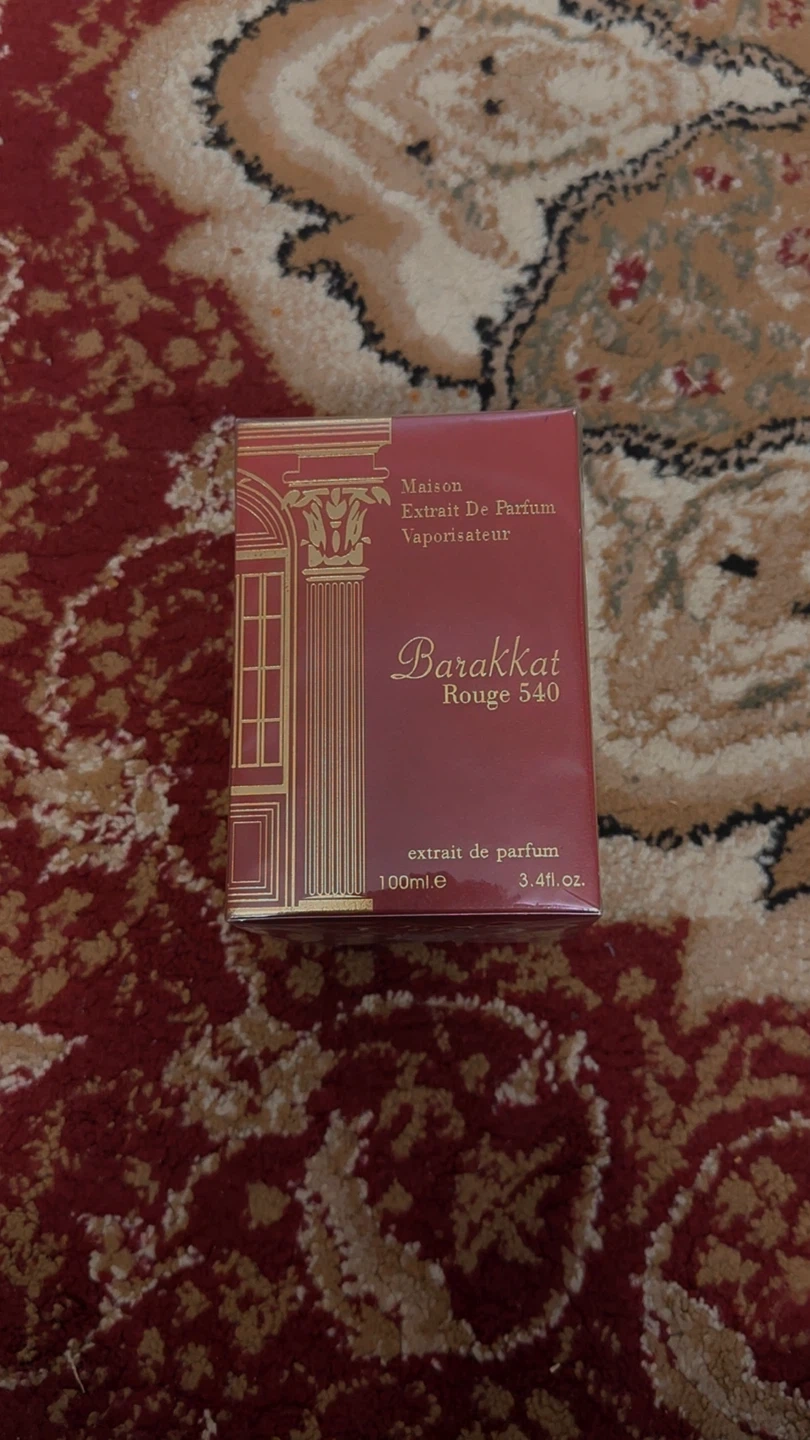 Maison
Extrait De Parfum
Vaporisateur
Barakkat
Rouge 540
extrait de parfum
100ml.e 3.4fl.oz.